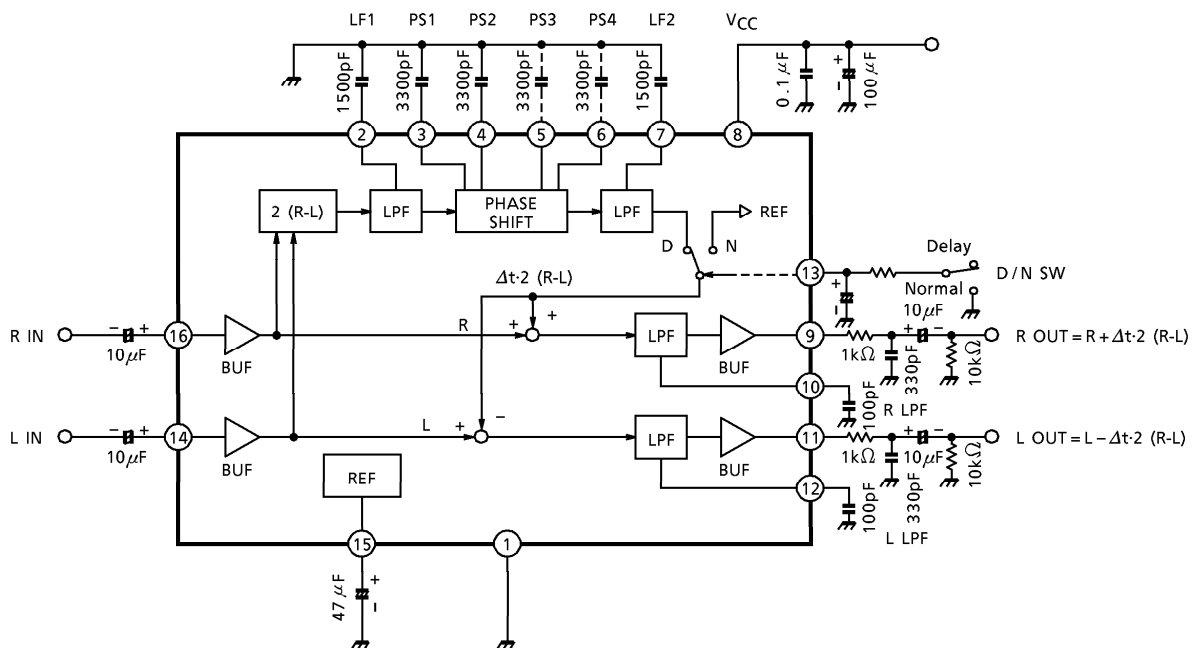 LF1 PS1 PS2 PS3 PS4 LF2 VCC
1500pF 3300pF 3300pF 3300pF 3300pF 1500pF 0.1μF + - 100μF
2 3 4 5 6 7 8
2 (R-L) LPF PHASE SHIFT LPF REF
D N
Δt·2 (R-L)
13 Delay
D/N SW
Normal
+ -
R IN - + 10μF 16 BUF R + + LPF BUF 9 1kΩ 330pF + 10μF - 10kΩ R OUT = R + Δt·2 (R-L)
10 100pF R LPF
L IN - + 10μF 14 BUF L + - LPF BUF 11 1kΩ 330pF + 10μF - 10kΩ L OUT = L - Δt·2 (R-L)
12 100pF L LPF
REF
15 1
47μF + -